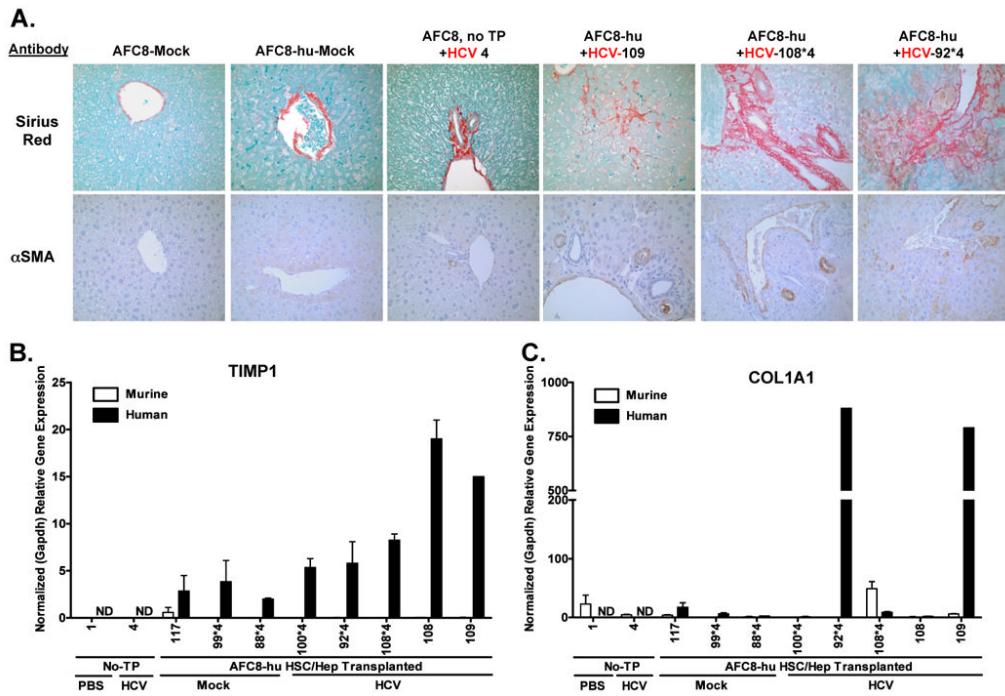 A.
Antibody
AFC8-Mock
AFC8-hu-Mock
AFC8, no TP
+HCV 4
AFC8-hu
+HCV-109
AFC8-hu
+HCV-108*4
AFC8-hu
+HCV-92*4
Sirius
Red
αSMA
B.
TIMP1
Normalized (Gapdh) Relative Gene Expression
25
20
15
10
5
0
Murine
Human
ND
ND
1
4
117
99*4
88*4
100*4
92*4
108*4
108
109
No-TP
AFC8-hu HSC/Hep Transplanted
PBS
HCV
Mock
HCV
C.
COL1A1
Normalized (Gapdh) Relative Gene Expression
1000
750
500
200
100
50
0
Murine
Human
ND
ND
1
4
117
99*4
88*4
100*4
92*4
108*4
108
109
No-TP
AFC8-hu HSC/Hep Transplanted
PBS
HCV
Mock
HCV